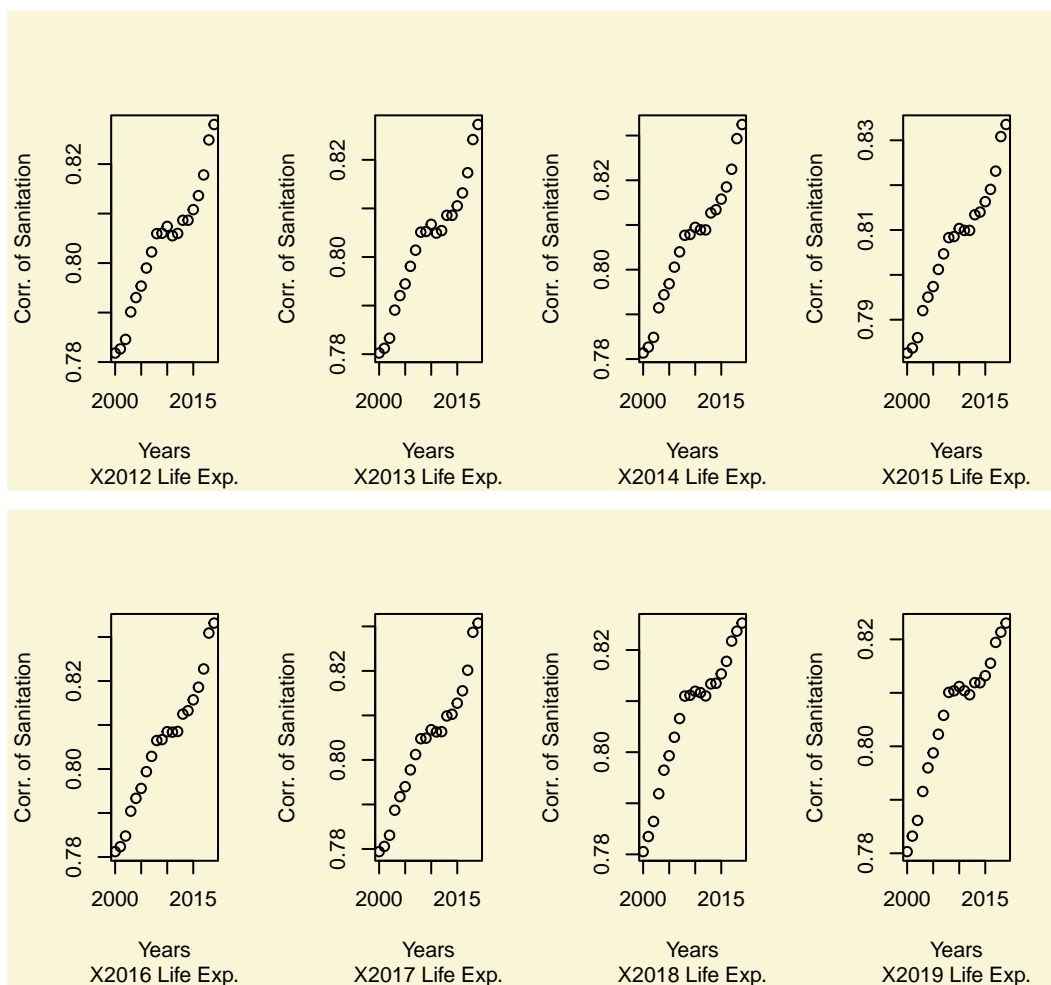 Corr. of Sanitation
0.78 0.80 0.82
2000 2015
Years
X2012 Life Exp.
Corr. of Sanitation
0.78 0.80 0.82
2000 2015
Years
X2013 Life Exp.
Corr. of Sanitation
0.78 0.80 0.82
2000 2015
Years
X2014 Life Exp.
Corr. of Sanitation
0.79 0.81 0.83
2000 2015
Years
X2015 Life Exp.
Corr. of Sanitation
0.78 0.80 0.82
2000 2015
Years
X2016 Life Exp.
Corr. of Sanitation
0.78 0.80 0.82
2000 2015
Years
X2017 Life Exp.
Corr. of Sanitation
0.78 0.80 0.82
2000 2015
Years
X2018 Life Exp.
Corr. of Sanitation
0.78 0.80 0.82
2000 2015
Years
X2019 Life Exp.